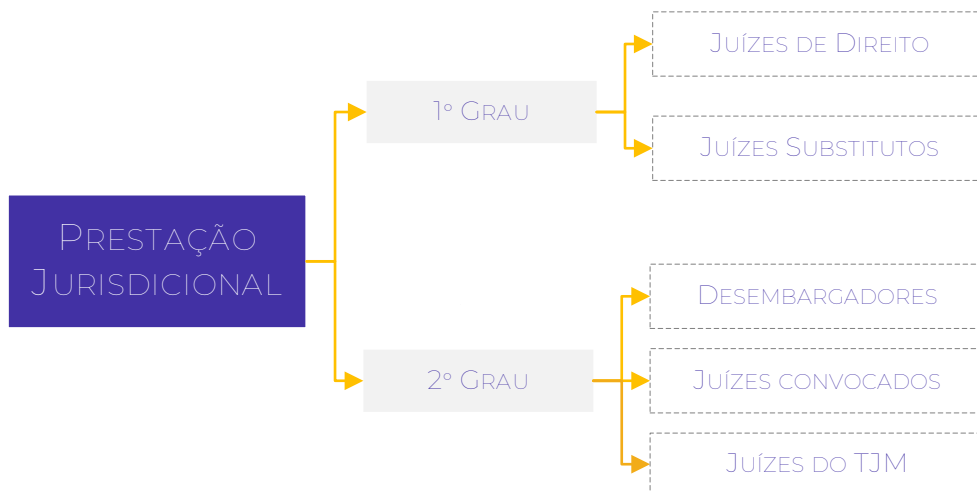 Prestação
Jurisdicional
1º Grau
Juízes de Direito
Juízes Substitutos
2º Grau
Desembargadores
Juízes convocados
Juízes do TJM